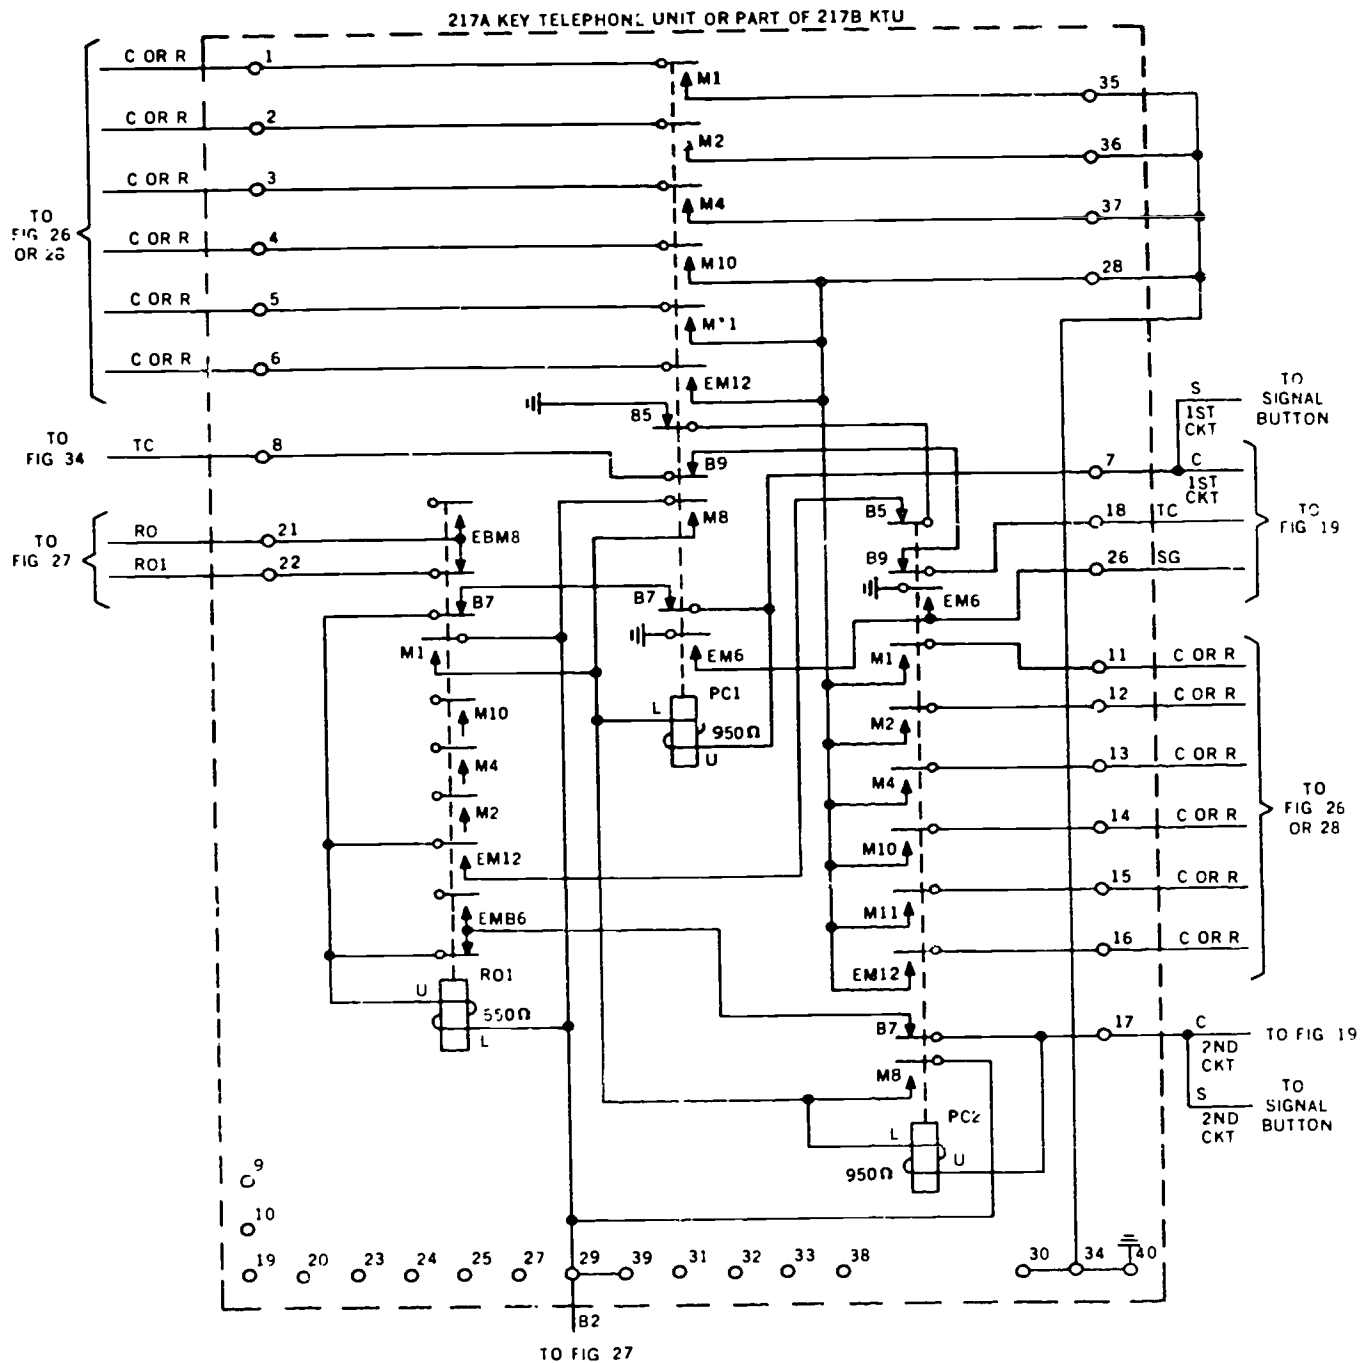 217A KEY TELEPHONE UNIT OR PART OF 217B KTU
C OR R 1
M1
35
C OR R 2
M2
36
C OR R 3
M4
37
TO
FIG 26
OR 28
C OR R 4
M10
28
C OR R 5
C OR R 6
EM12
B5
S
1ST
CKT
TO
SIGNAL
BUTTON
TO
FIG 34
TC 8
B9
7
C
1ST
CKT
M8
B5
18 TC
TO
FIG 19
TO
FIG 27
RO 21
EBM8
RO1 22
B9
26 SG
B7
B7
EM6
M1
EM6
M1
11 C OR R
PC1
L
950Ω
U
M10
M2
12 C OR R
M4
M4
13 C OR R
TO
FIG 26
OR 28
M2
M10
14 C OR R
EM12
15 C OR R
EMB6
M11
16 C OR R
RO1
EM12
U
550Ω
L
B7
17 C
2ND
CKT
TO FIG 19
M8
S
2ND
CKT
TO
SIGNAL
BUTTON
PC2
L
U
950Ω
9
10
19 20 23 24 25 27 29 39 31 32 33 38 30 34 40
B2
TO FIG 27